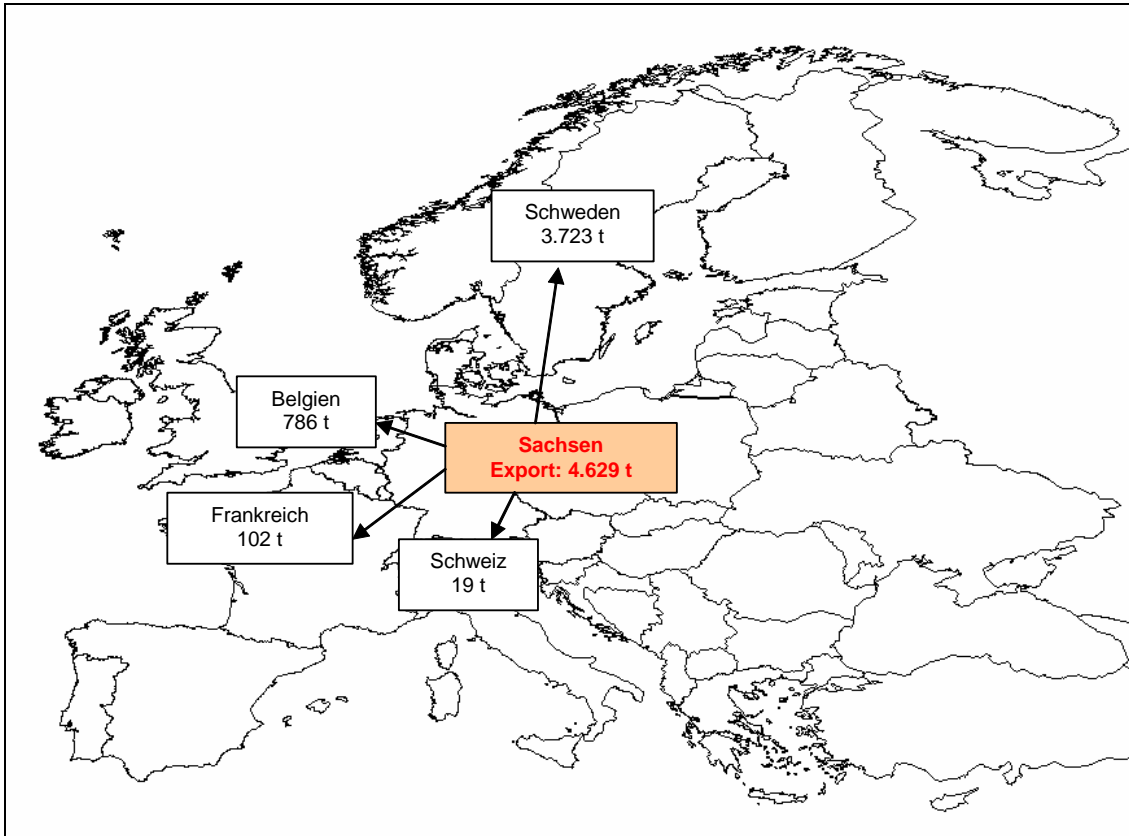 Schweden
3.723 t
Belgien
786 t
Sachsen
Export: 4.629 t
Frankreich
102 t
Schweiz
19 t